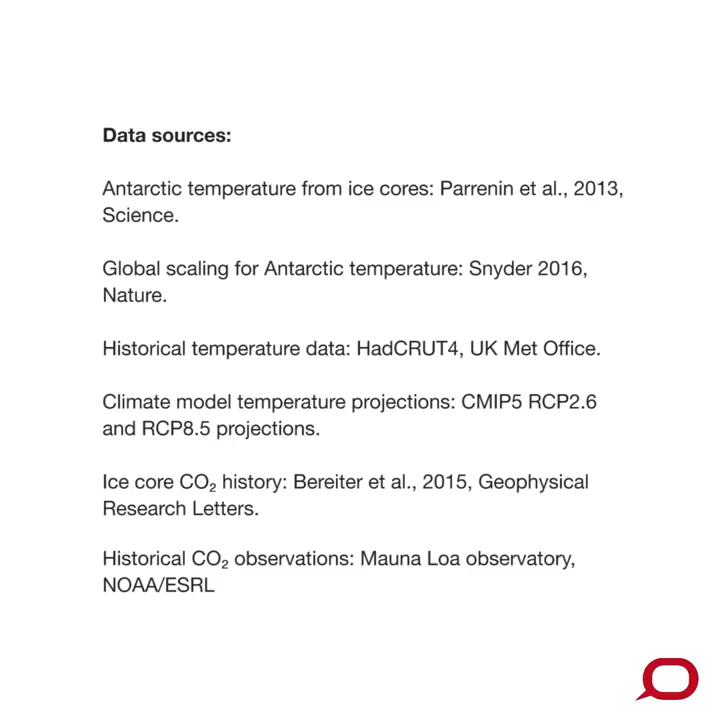 Data sources:
Antarctic temperature from ice cores: Parrenin et al., 2013,
Science.
Global scaling for Antarctic temperature: Snyder 2016,
Nature.
Historical temperature data: HadCRUT4, UK Met Office.
Climate model temperature projections: CMIP5 RCP2.6
and RCP8.5 projections.
Ice core CO₂ history: Bereiter et al., 2015, Geophysical
Research Letters.
Historical CO₂ observations: Mauna Loa observatory,
NOAA/ESRL